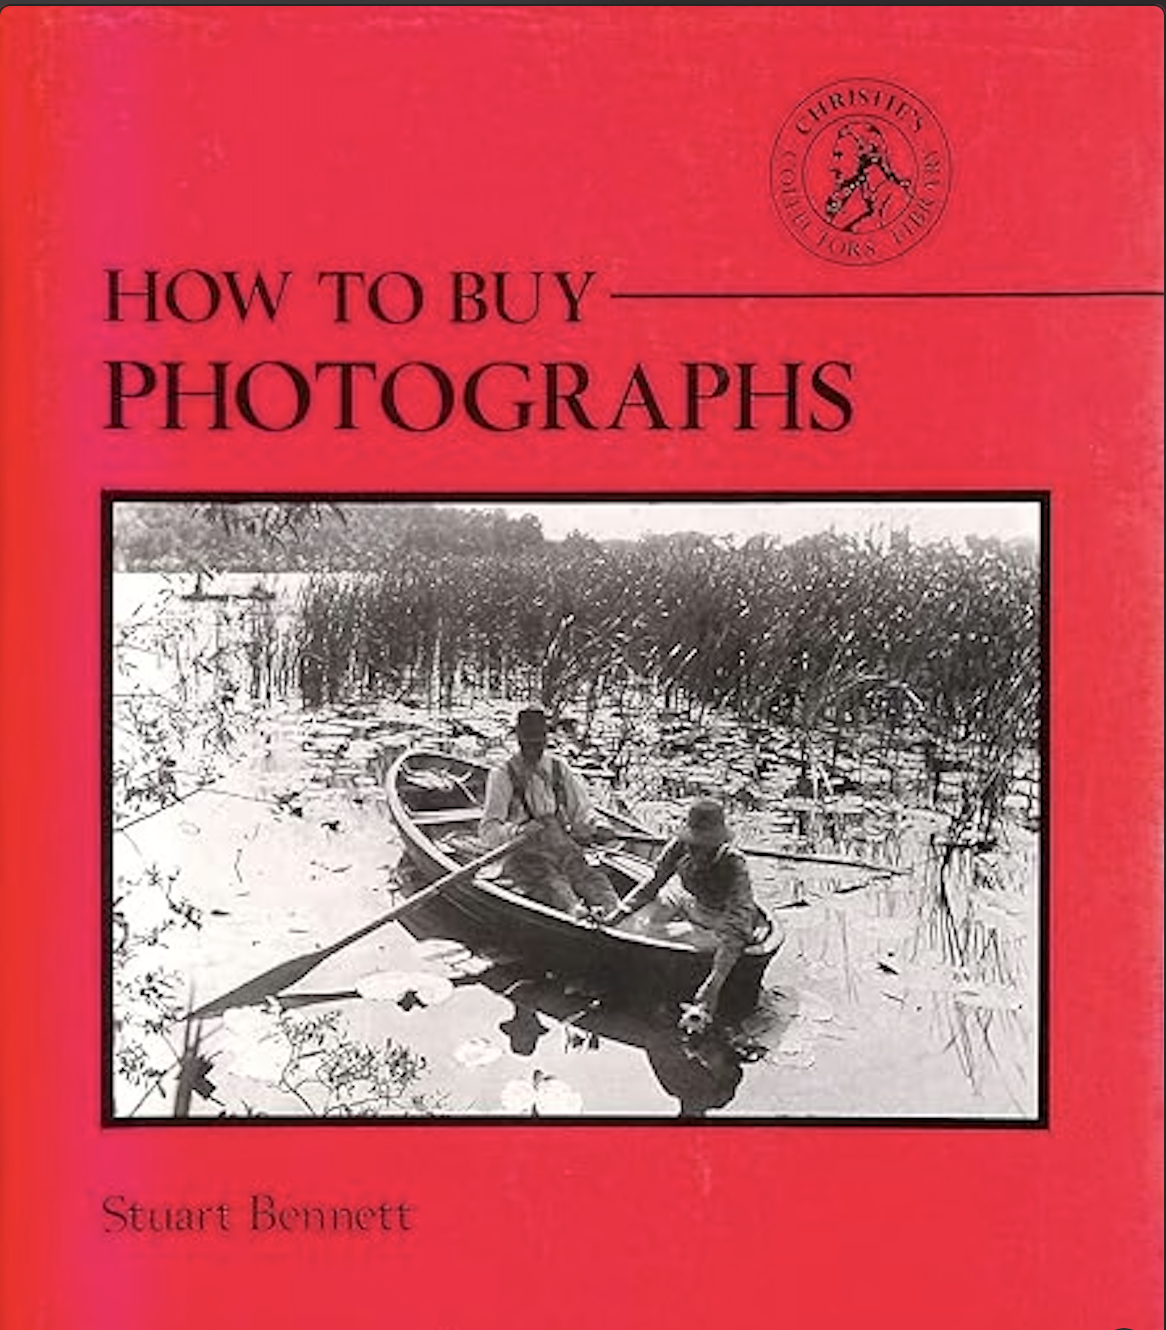 CHRISTIE'S
COLLECTORS LIBRARY
HOW TO BUY
PHOTOGRAPHS
Stuart Bennett